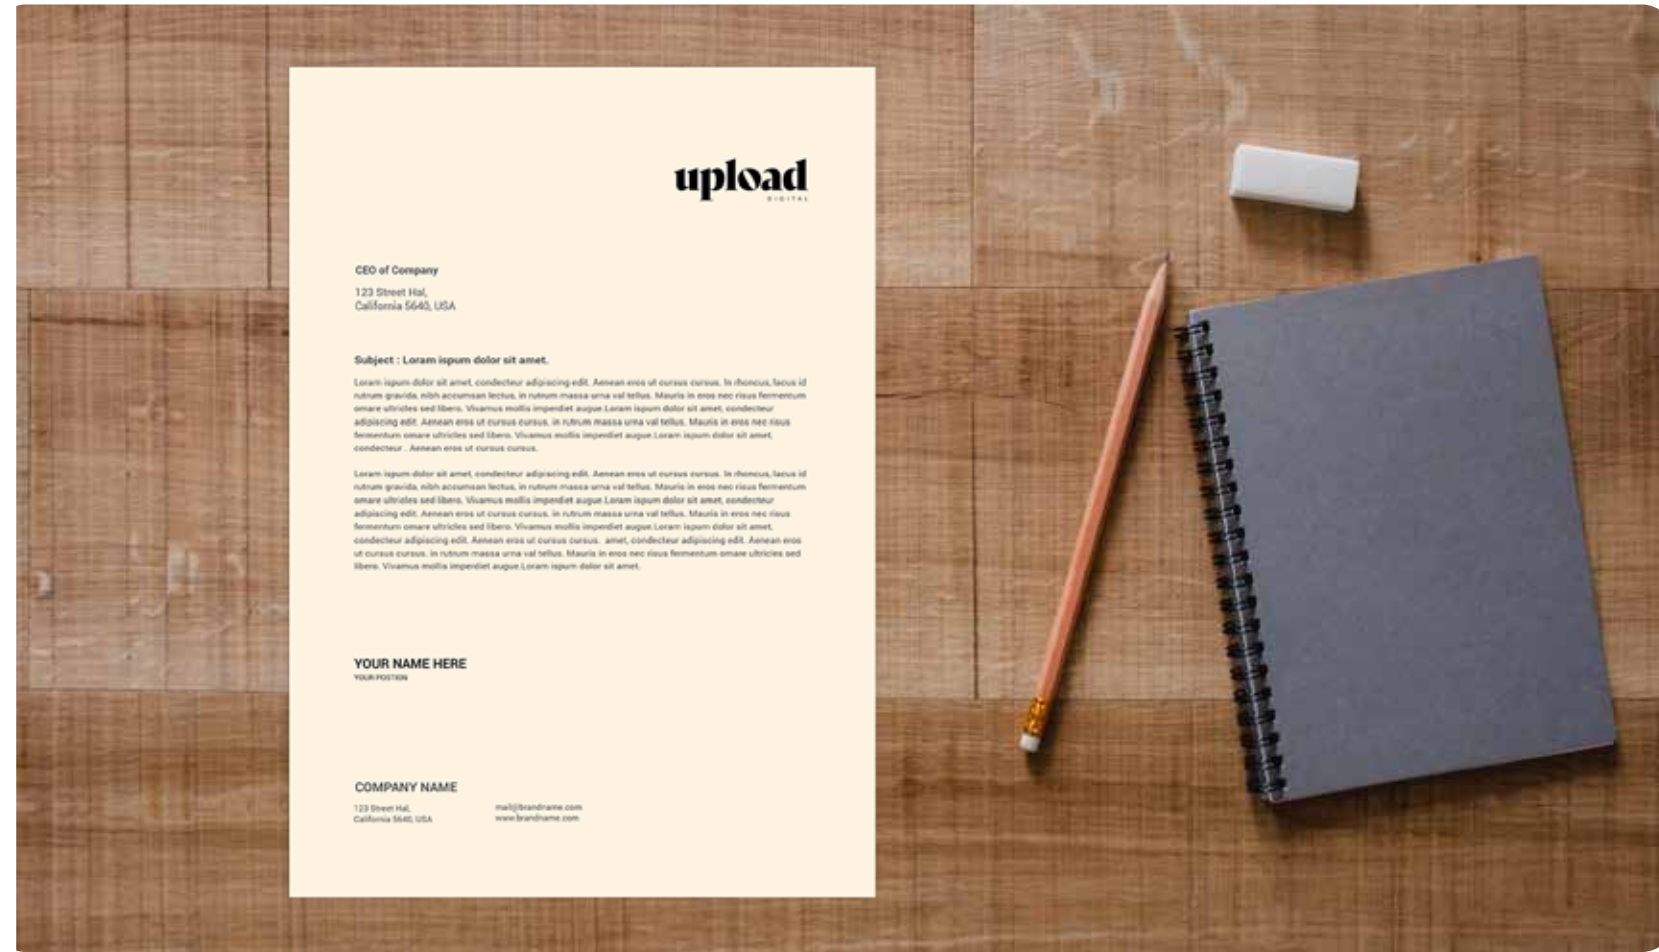 upload
DIGITAL
CEO of Company
123 Street Hal,
California 5640, USA
Subject : Loram ispum dolor sit amet.
Loram ispum dolor sit amet, condecteur adipiscing edit. Aenean eros ut cursus cursus. In rhoncus, lacus id
rutrum gravida, nibh accumsan lectus, in rutrum massa urna val tellus. Mauris in eros nec risus fermentum
ornare ultricles sed libero. Vivamus mollis imperdiet augue.Loram ispum dolor sit amet, condecteur
adipiscing edit. Aenean eros ut cursus cursus. in rutrum massa urna val tellus. Mauris in eros nec risus
fermentum ornare ultricles sed libero. Vivamus mollis imperdiet augue.Loram ispum dolor sit amet,
condecteur . Aenean eros ut cursus cursus.
Loram ispum dolor sit amet, condecteur adipiscing edit. Aenean eros ut cursus cursus. In rhoncus, lacus id
rutrum gravida, nibh accumsan lectus, in rutrum massa urna val tellus. Mauris in eros nec risus fermentum
ornare ultricles sed libero. Vivamus mollis imperdiet augue.Loram ispum dolor sit amet, condecteur
adipiscing edit. Aenean eros ut cursus cursus. in rutrum massa urna val tellus. Mauris in eros nec risus
fermentum ornare ultricles sed libero. Vivamus mollis imperdiet augue.Loram ispum dolor sit amet,
condecteur adipiscing edit. Aenean eros ut cursus cursus. amet, condecteur adipiscing edit. Aenean eros
ut cursus cursus. in rutrum massa urna val tellus. Mauris in eros nec risus fermentum ornare ultricies sed
libero. Vivamus mollis imperdiet augue.Loram ispum dolor sit amet.
YOUR NAME HERE
YOUR POSTION
COMPANY NAME
123 Street Hal,
California 5640, USA
mail@brandname.com
www.brandname.com